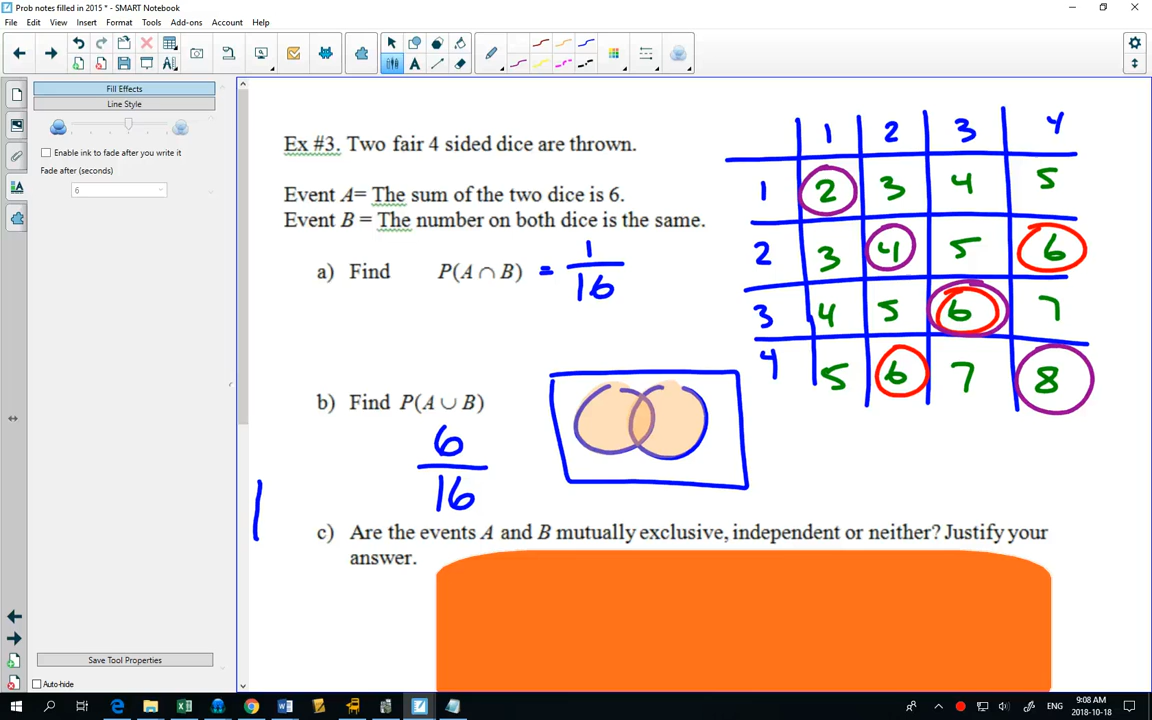 Prob notes filled in 2015 * - SMART Notebook
File Edit View Insert Format Tools Add-ons Account Help
Fill Effects
Line Style
Enable ink to fade after you write it
Fade after (seconds)
6
Ex #3. Two fair 4 sided dice are thrown.
Event A= The sum of the two dice is 6.
Event B = The number on both dice is the same.
a) Find P(A ∩ B) = 1/16
b) Find P(A ∪ B)
6/16
c) Are the events A and B mutually exclusive, independent or neither? Justify your
answer.
1 2 3 4
1 2 3 4 5
2 3 4 5 6
3 4 5 6 7
4 5 6 7 8
Save Tool Properties
Auto-hide
ENG
9:08 AM
2018-10-18